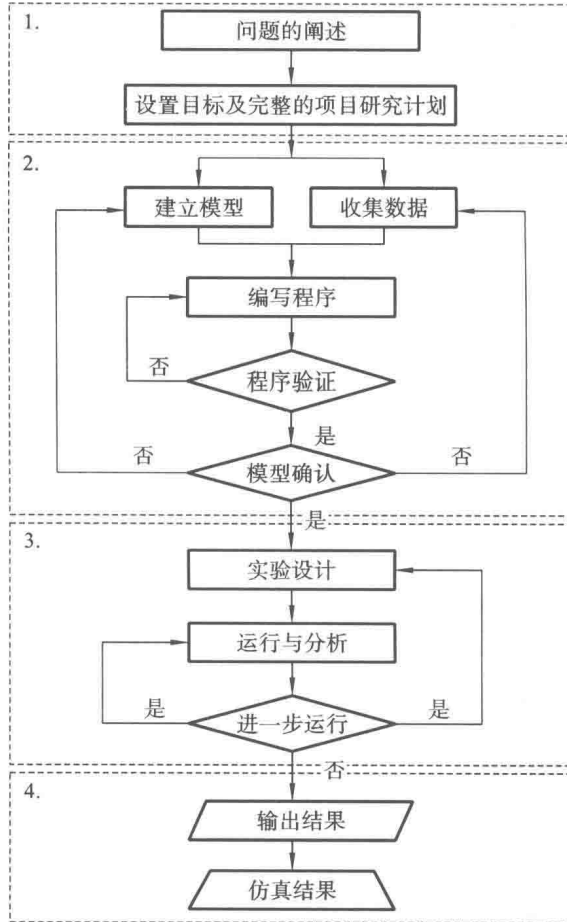 1.
问题的阐述
设置目标及完整的项目研究计划
2.
建立模型
收集数据
编写程序
否
程序验证
是
否
模型确认
否
是
3.
实验设计
运行与分析
是
进一步运行
是
否
4.
输出结果
仿真结果